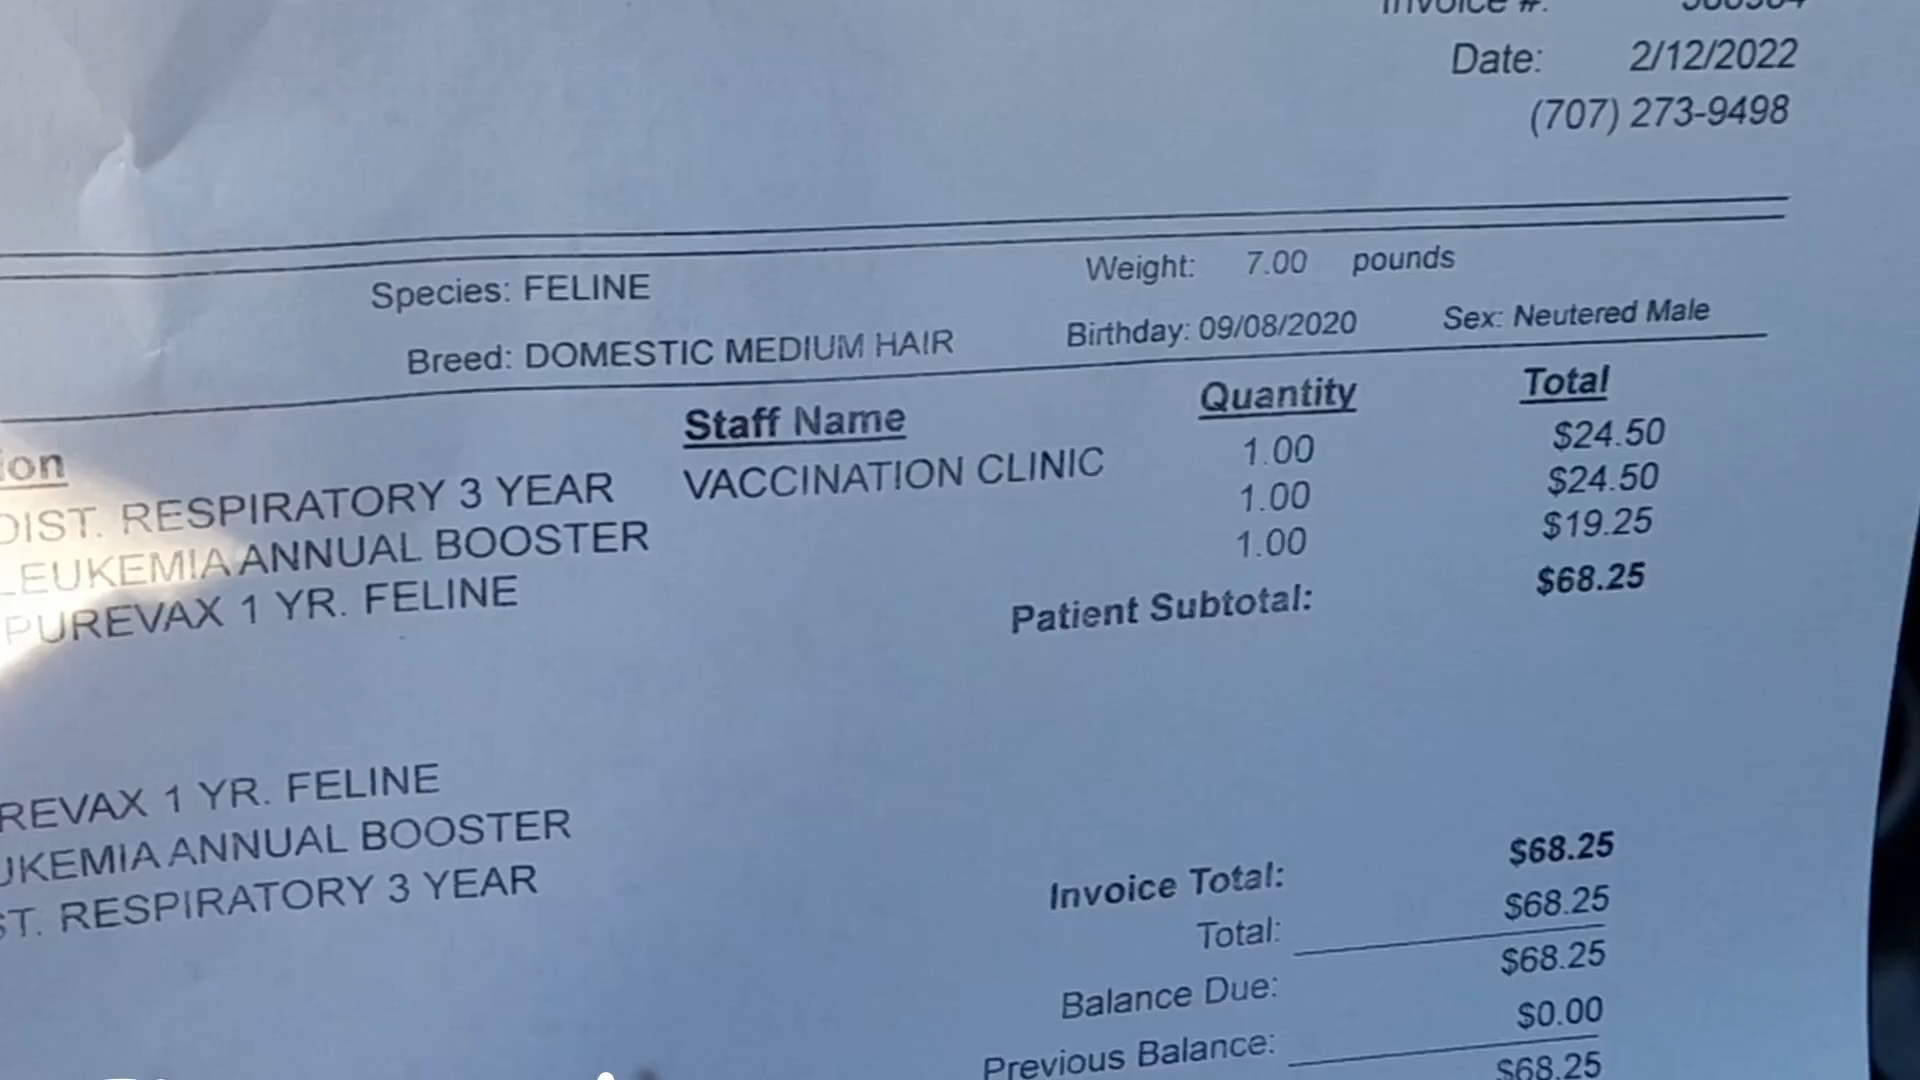 Invoice #:
Date: 2/12/2022
(707) 273-9498
Species: FELINE Weight: 7.00 pounds
Breed: DOMESTIC MEDIUM HAIR Birthday: 09/08/2020 Sex: Neutered Male
ion Staff Name Quantity Total
DIST. RESPIRATORY 3 YEAR VACCINATION CLINIC 1.00 $24.50
LEUKEMIA ANNUAL BOOSTER 1.00 $24.50
PUREVAX 1 YR. FELINE 1.00 $19.25
Patient Subtotal: $68.25
REVAX 1 YR. FELINE
UKEMIA ANNUAL BOOSTER
ST. RESPIRATORY 3 YEAR
Invoice Total: $68.25
Total: $68.25
Balance Due: $68.25
Previous Balance: $0.00
$68.25